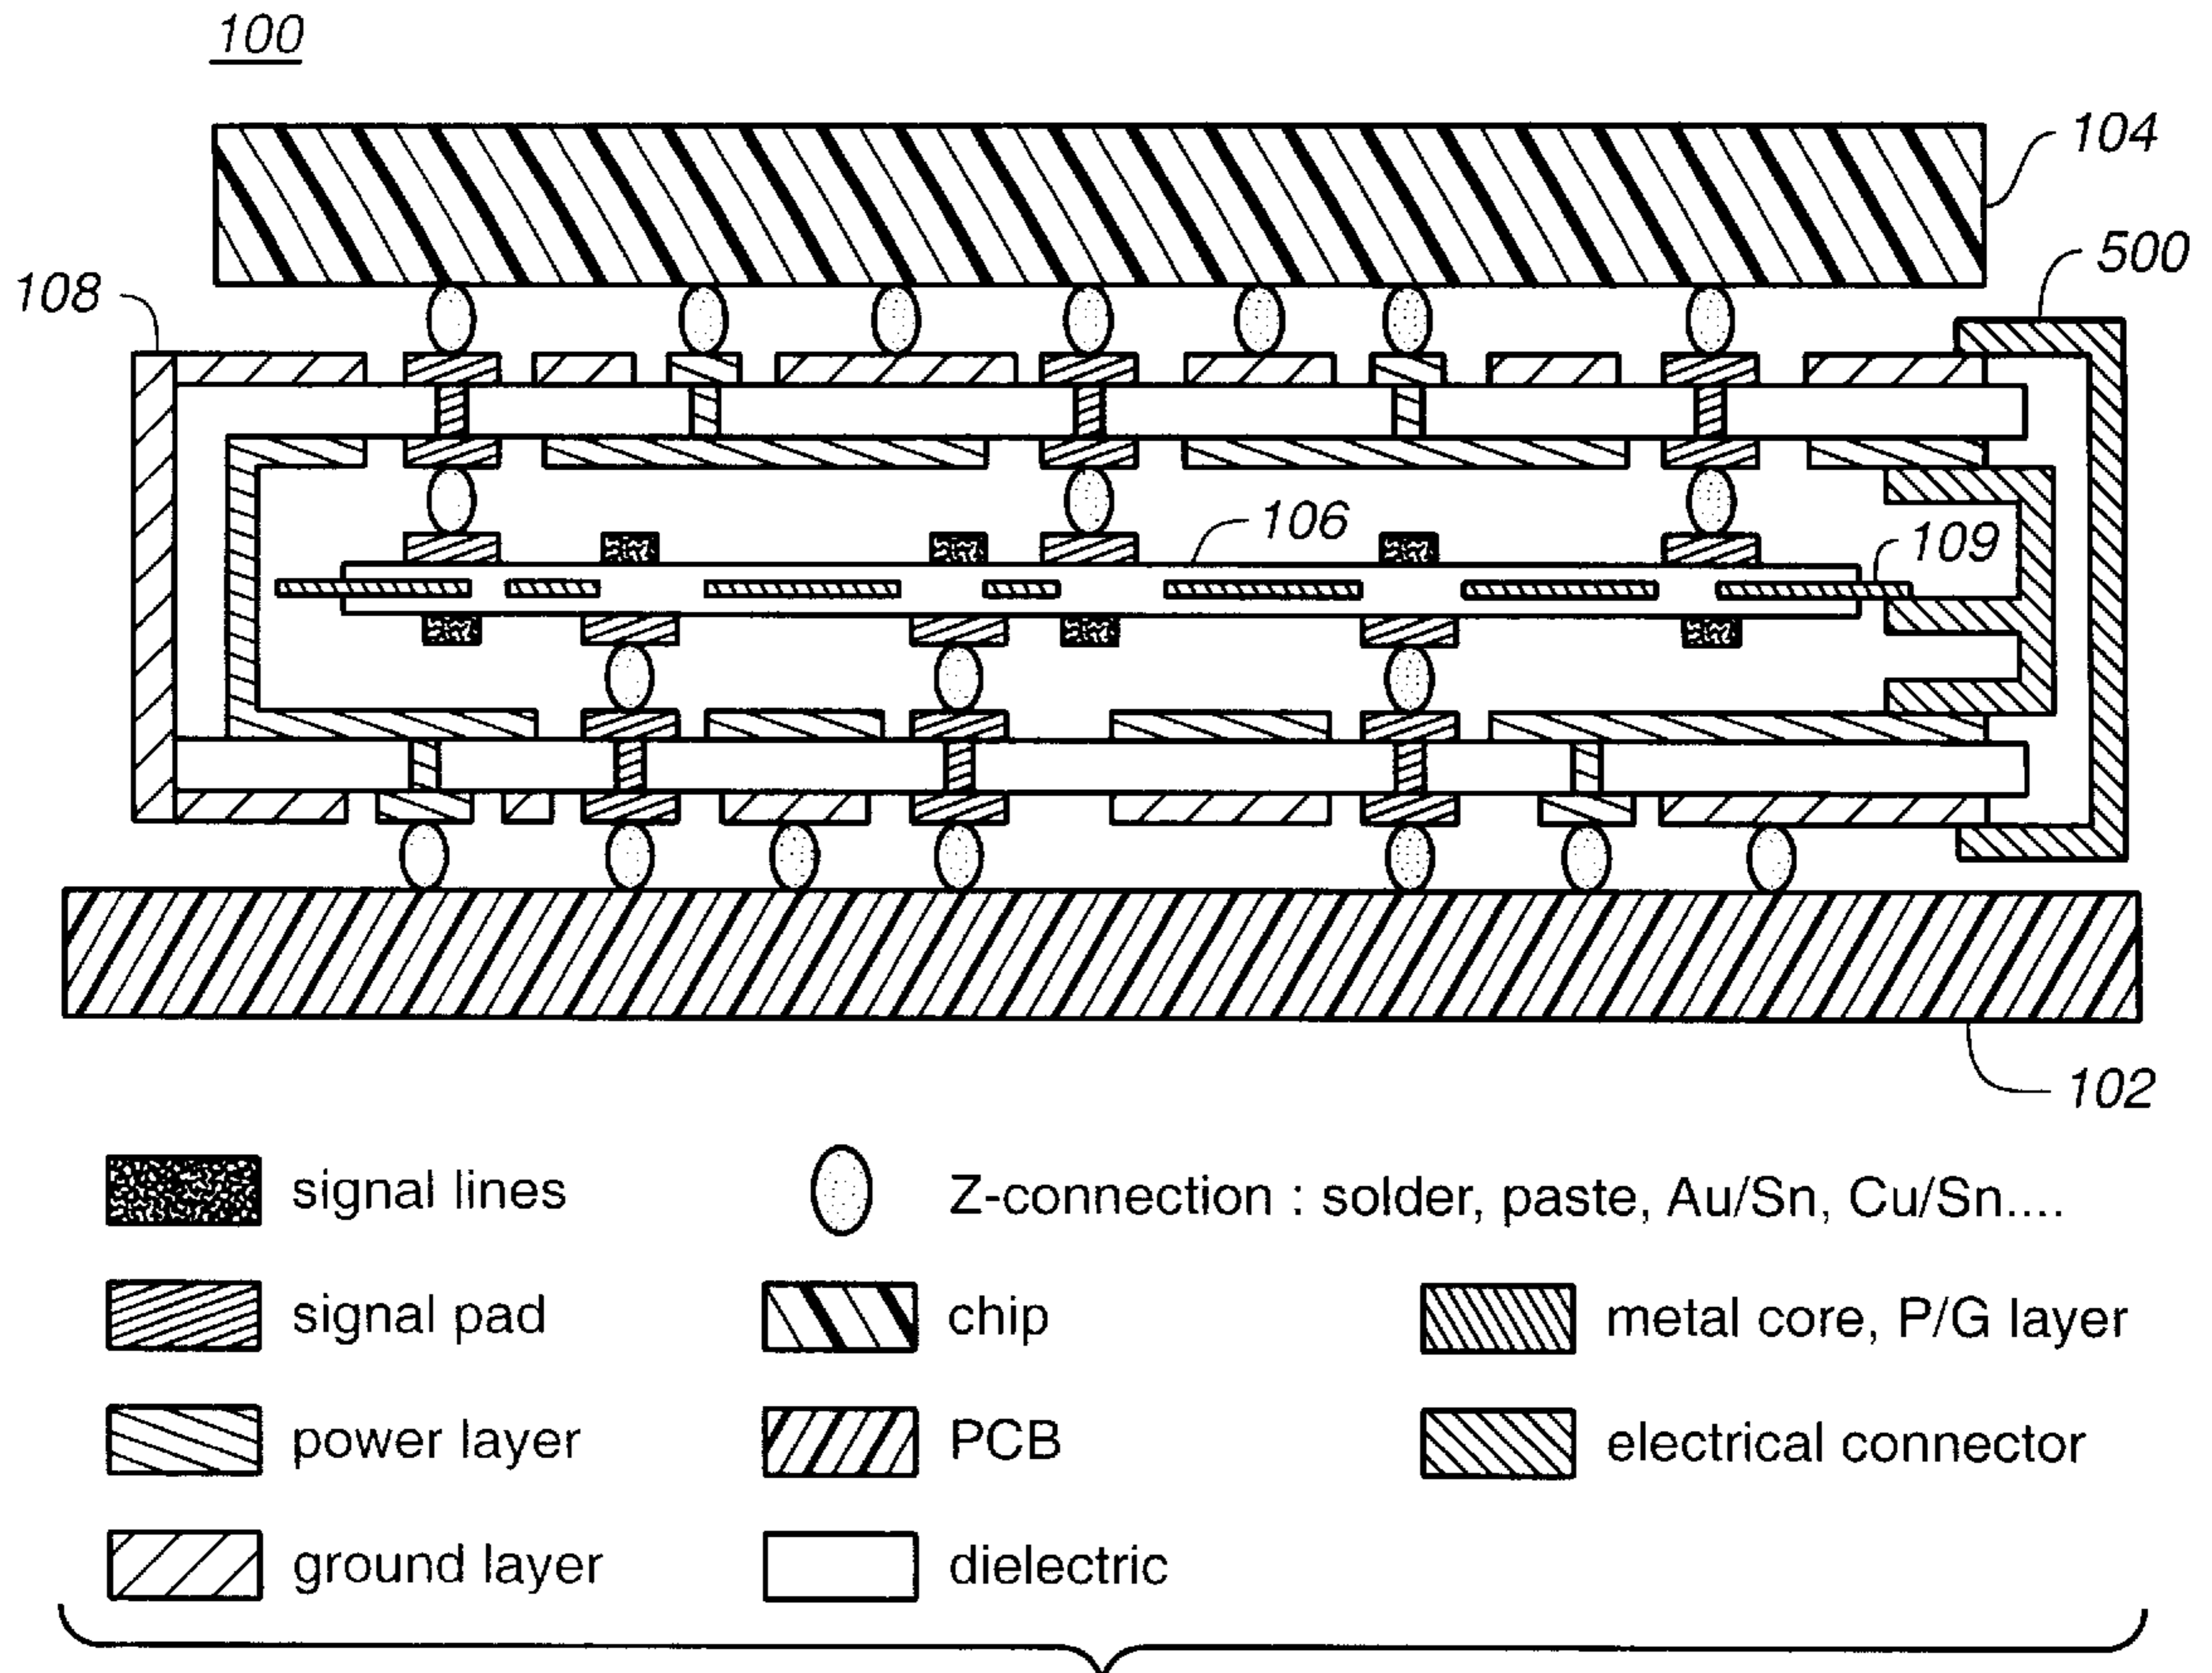 100
104
500
108
106
109
102
signal lines
Z-connection : solder, paste, Au/Sn, Cu/Sn....
signal pad
chip
metal core, P/G layer
power layer
PCB
electrical connector
ground layer
dielectric